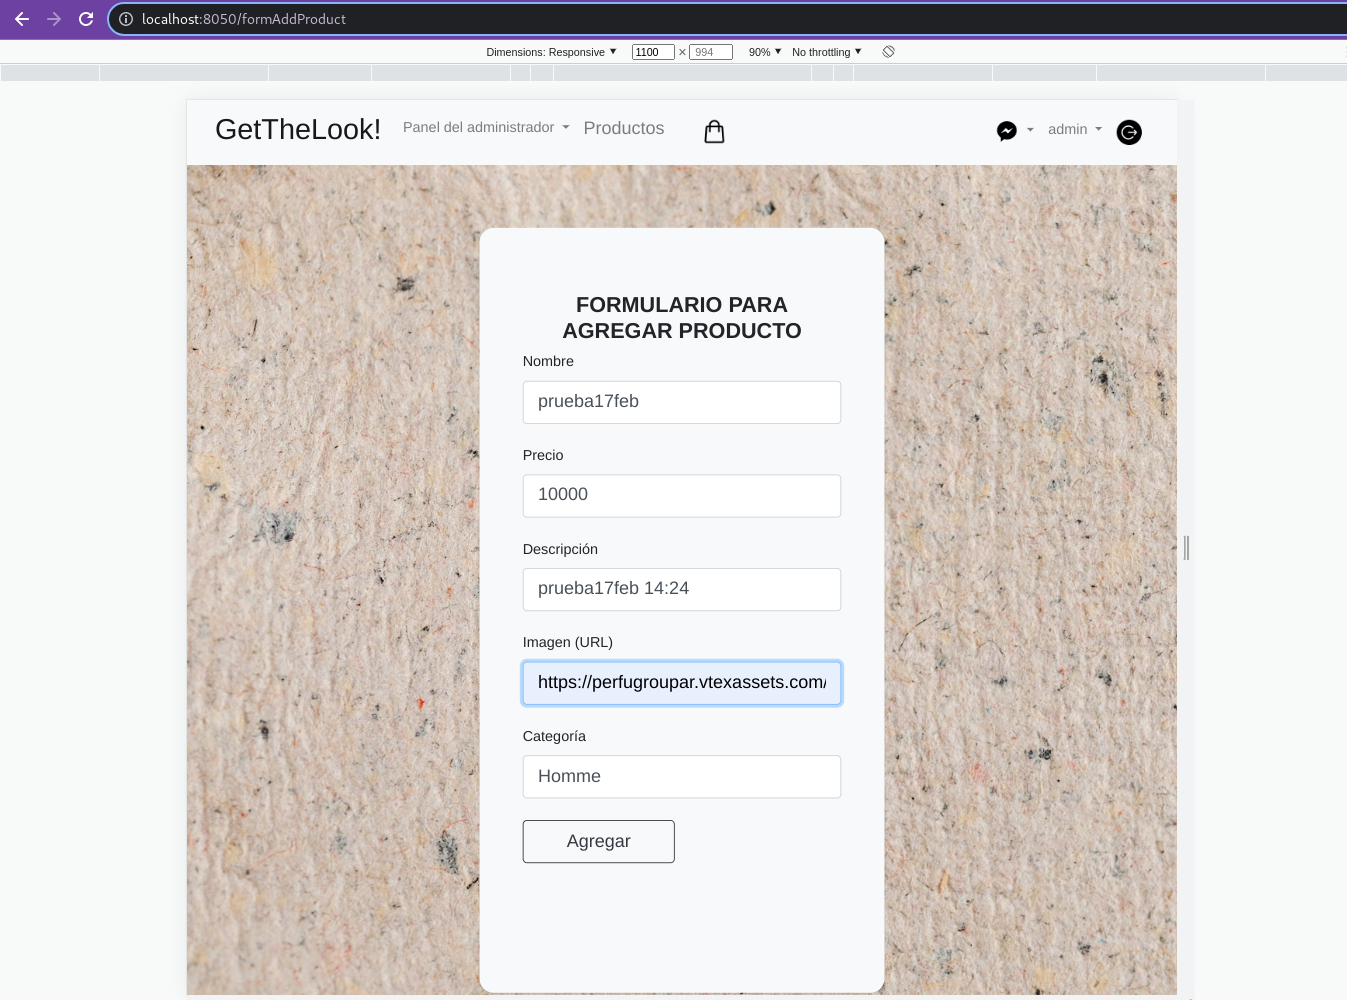 localhost:8050/formAddProduct
Dimensions: Responsive ▼ 1100 × 994 90% ▼ No throttling ▼
GetTheLook! Panel del administrador Productos admin
FORMULARIO PARA
AGREGAR PRODUCTO
Nombre
prueba17feb
Precio
10000
Descripción
prueba17feb 14:24
Imagen (URL)
https://perfugroupar.vtexassets.com/
Categoría
Homme
Agregar